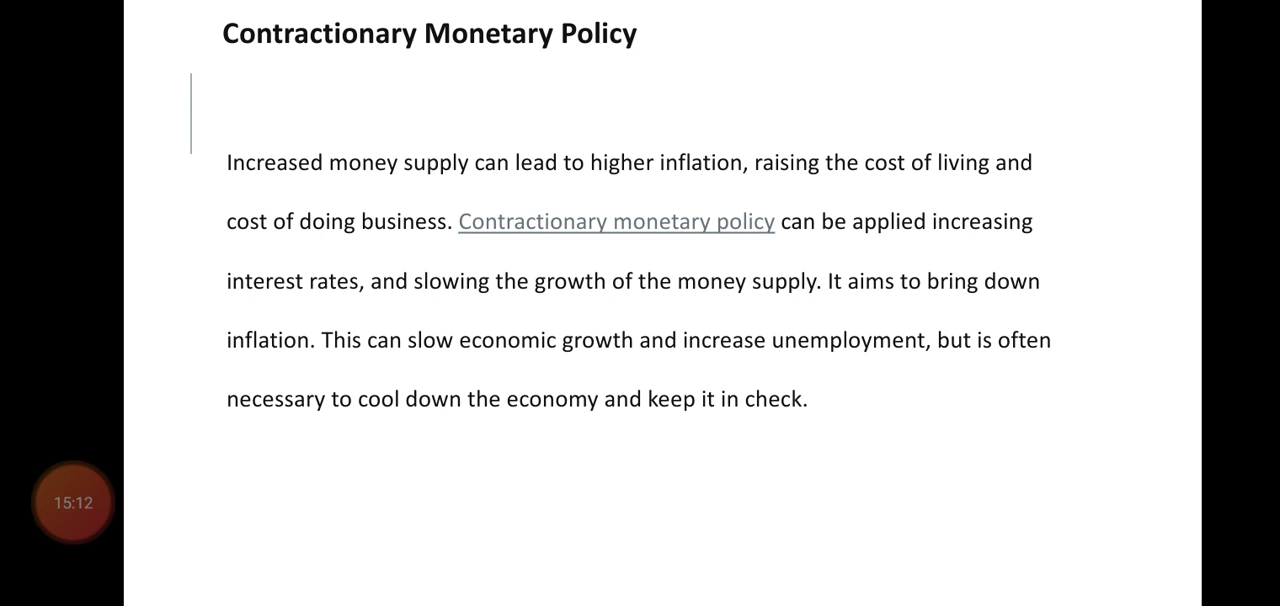 Contractionary Monetary Policy
Increased money supply can lead to higher inflation, raising the cost of living and
cost of doing business. Contractionary monetary policy can be applied increasing
interest rates, and slowing the growth of the money supply. It aims to bring down
inflation. This can slow economic growth and increase unemployment, but is often
necessary to cool down the economy and keep it in check.
15:12